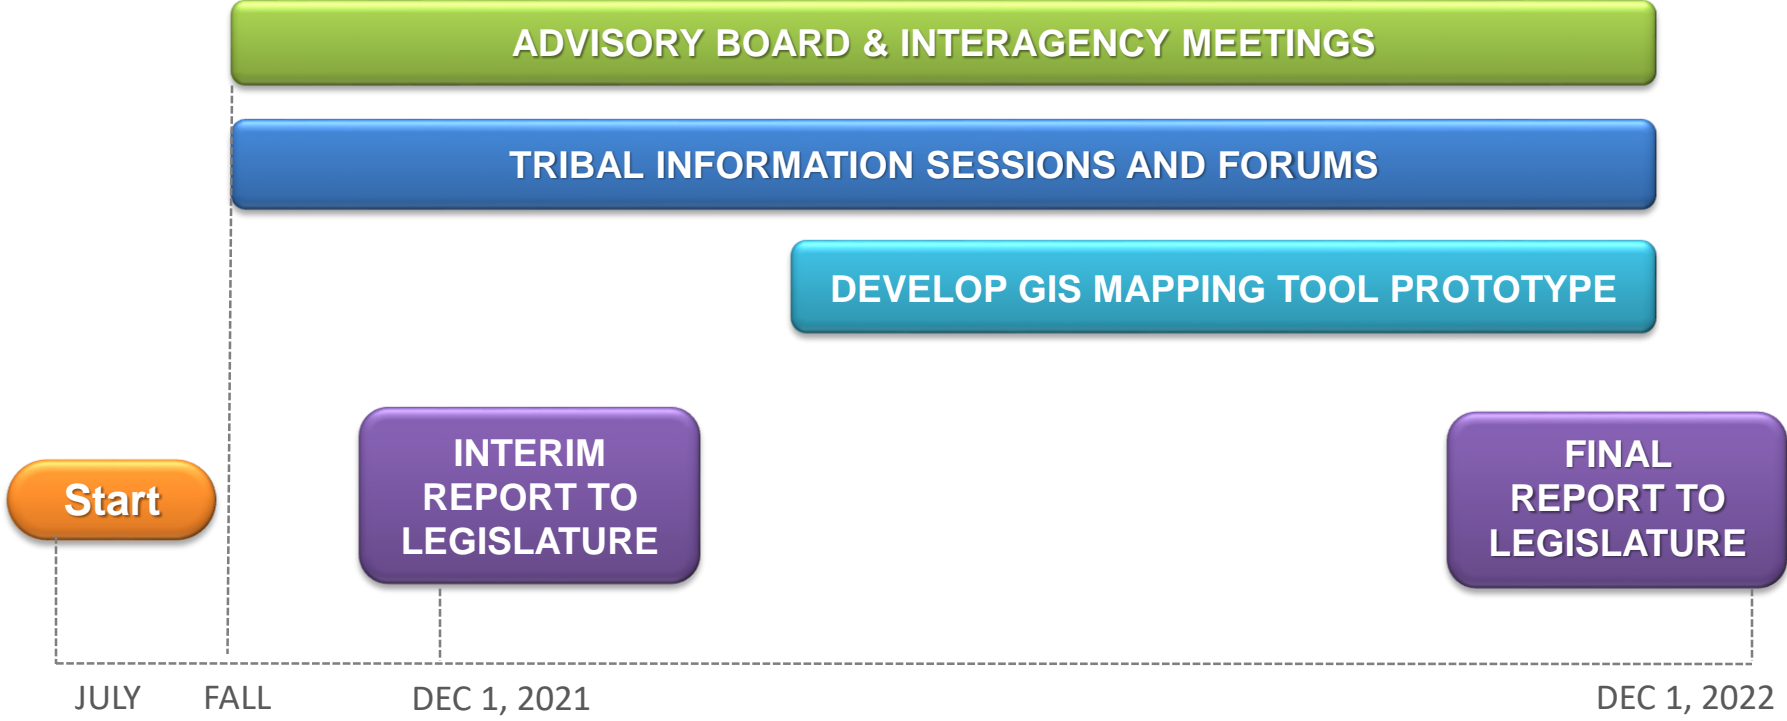 ADVISORY BOARD & INTERAGENCY MEETINGS
TRIBAL INFORMATION SESSIONS AND FORUMS
DEVELOP GIS MAPPING TOOL PROTOTYPE
Start
INTERIM
REPORT TO
LEGISLATURE
FINAL
REPORT TO
LEGISLATURE
JULY
FALL
DEC 1, 2021
DEC 1, 2022